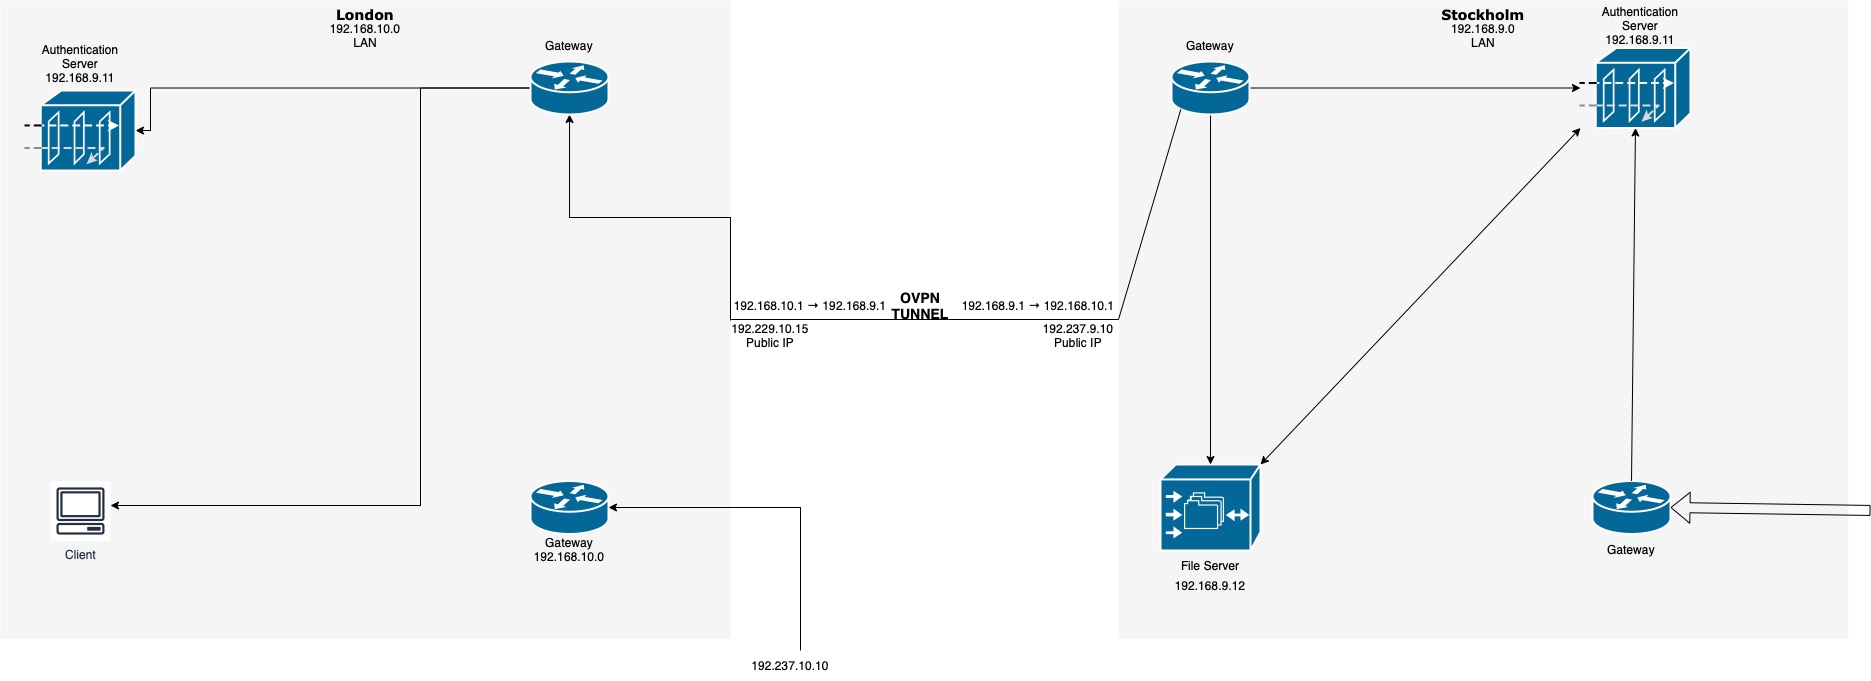 London
192.168.10.0
LAN
Authentication
Server
192.168.9.11
Gateway
Client
Gateway
192.168.10.0
192.168.10.1 → 192.168.9.1
OVPN
TUNNEL
192.168.9.1 → 192.168.10.1
192.229.10.15
Public IP
192.237.9.10
Public IP
192.237.10.10
Stockholm
192.168.9.0
LAN
Gateway
Authentication
Server
192.168.9.11
File Server
192.168.9.12
Gateway